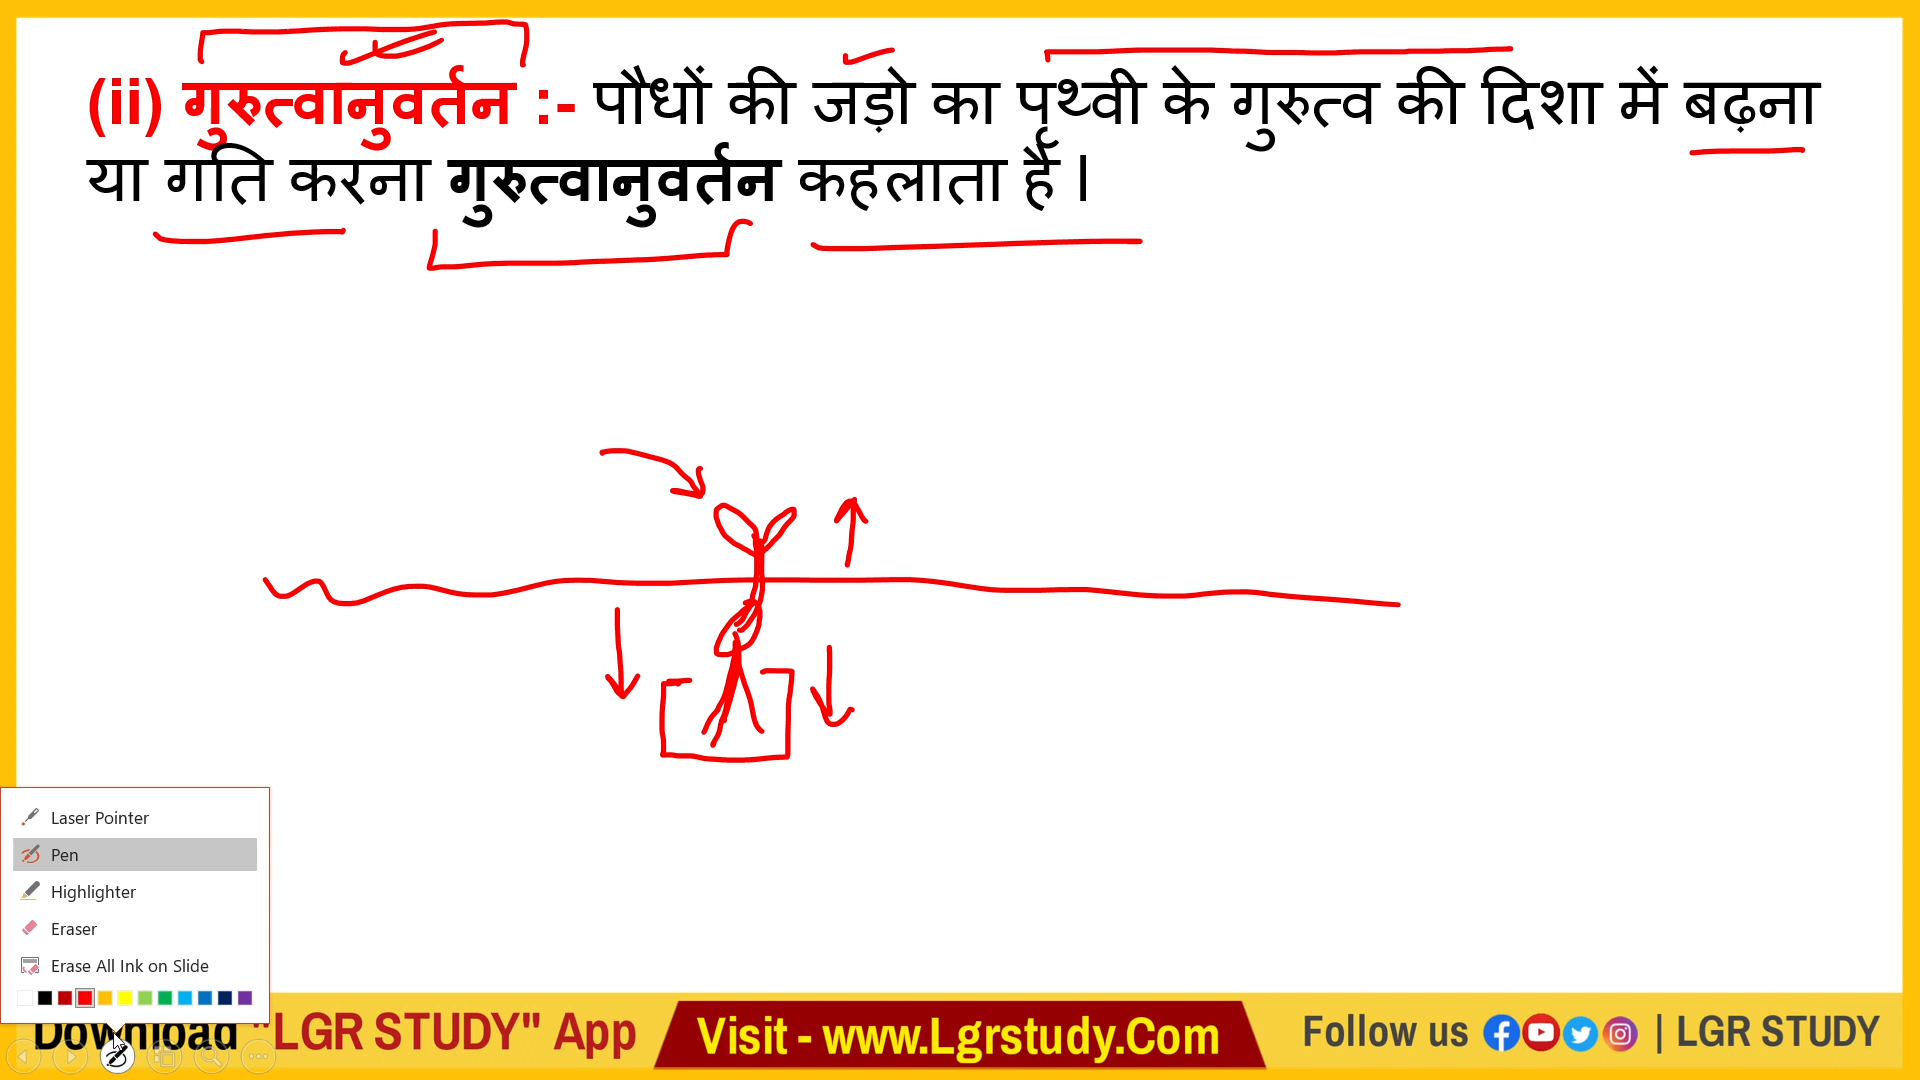 (ii) गुरुत्वानुवर्तन :- पौधों की जड़ो का पृथ्वी के गुरुत्व की दिशा में बढ़ना
या गति करना गुरुत्वानुवर्तन कहलाता है ।
Laser Pointer
Pen
Highlighter
Eraser
Erase All Ink on Slide
Download "LGR STUDY" App
Visit - www.Lgrstudy.Com
Follow us | LGR STUDY